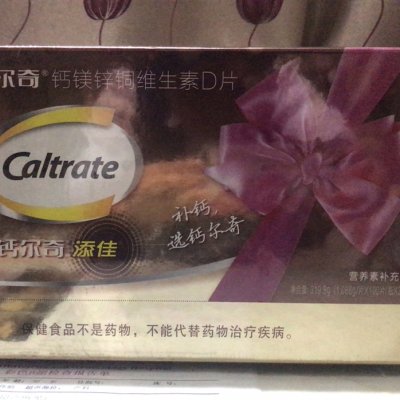 尔奇® 钙镁锌铜维生素D片
Caltrate
钙尔奇 添佳
补钙,
选钙尔奇
营养素补充
保健食品不是药物，不能代替药物治疗疾病。